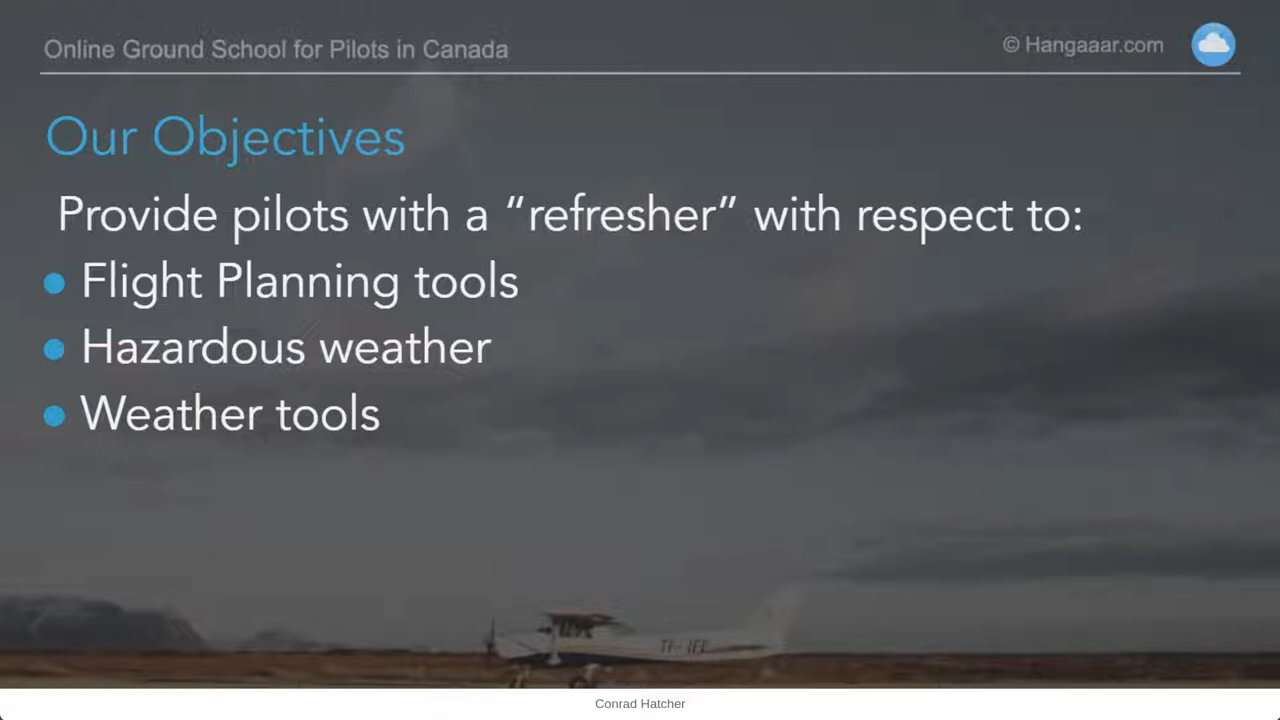 Online Ground School for Pilots in Canada
© Hangaaar.com
Our Objectives
Provide pilots with a “refresher” with respect to:
Flight Planning tools
Hazardous weather
Weather tools
Conrad Hatcher